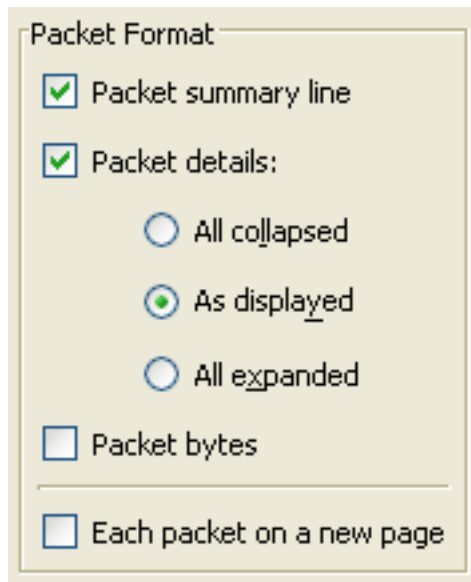 Packet Format
Packet summary line
Packet details:
All collapsed
As displayed
All expanded
Packet bytes
Each packet on a new page